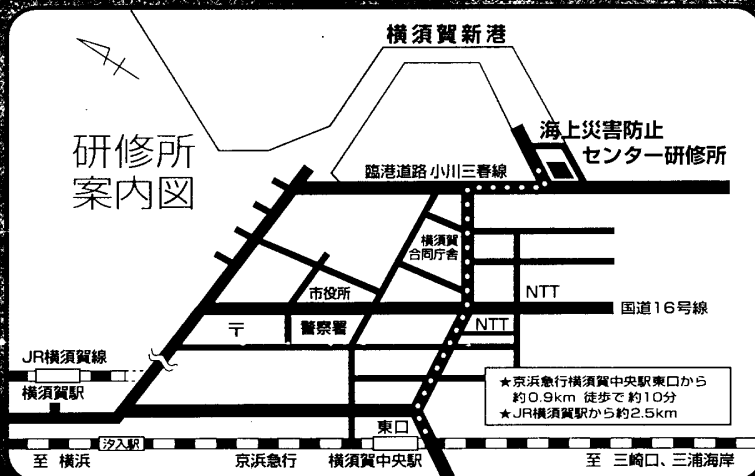 横須賀新港
研修所
案内図
海上災害防止
センター研修所
臨港道路 小川三春線
横須賀
合同庁舎
市役所
NTT
国道16号線
〒
警察署
NTT
JR横須賀線
横須賀駅
★京浜急行横須賀中央駅東口から
約0.9km 徒歩で約10分
★JR横須賀駅から約2.5km
東口
汐入駅
至 横浜
京浜急行
横須賀中央駅
至 三崎口、三浦海岸